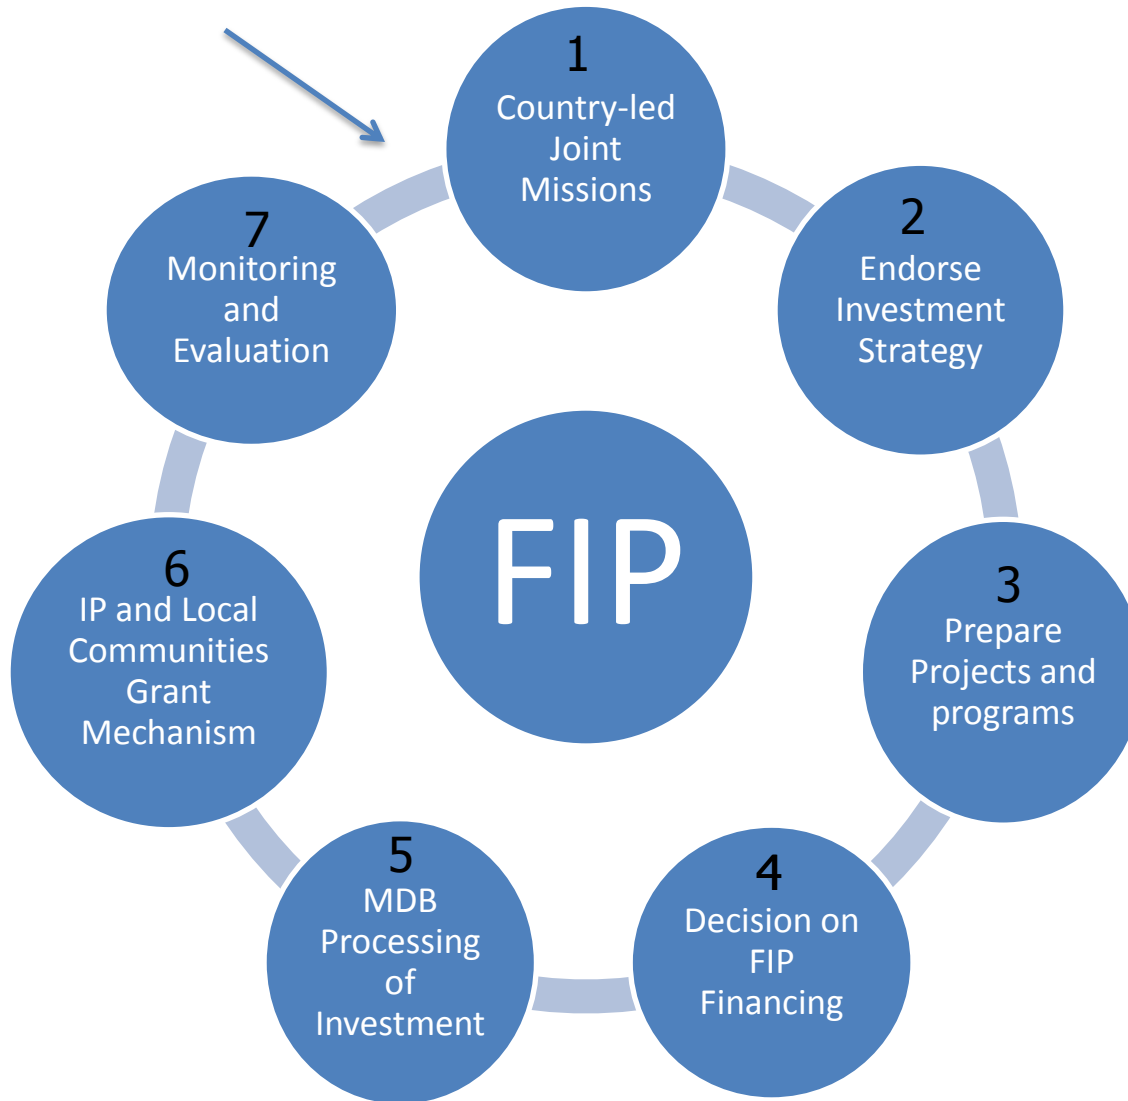 1
Country-led
Joint
Missions
2
Endorse
Investment
Strategy
3
Prepare
Projects and
programs
4
Decision on
FIP
Financing
5
MDB
Processing
of
Investment
6
IP and Local
Communities
Grant
Mechanism
7
Monitoring
and
Evaluation
FIP